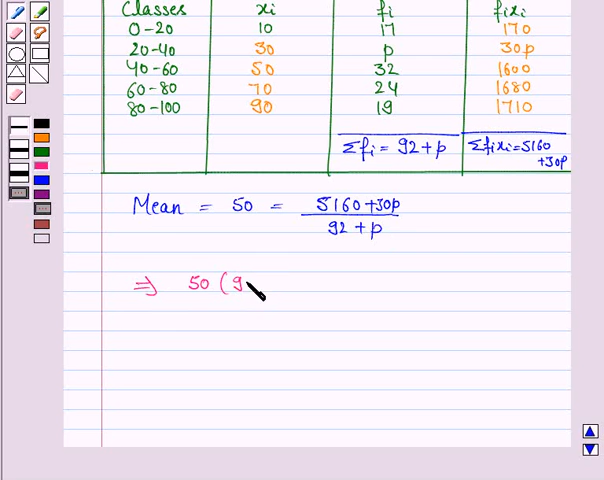 Classes xi fi fixi
0-20 10 17 170
20-40 30 p 30p
40-60 50 32 1600
60-80 70 24 1680
80-100 90 19 1710
Σfi = 92+p Σfixi=5160
+30p
Mean = 50 = 5160+30p
92+p
⇒ 50 (9